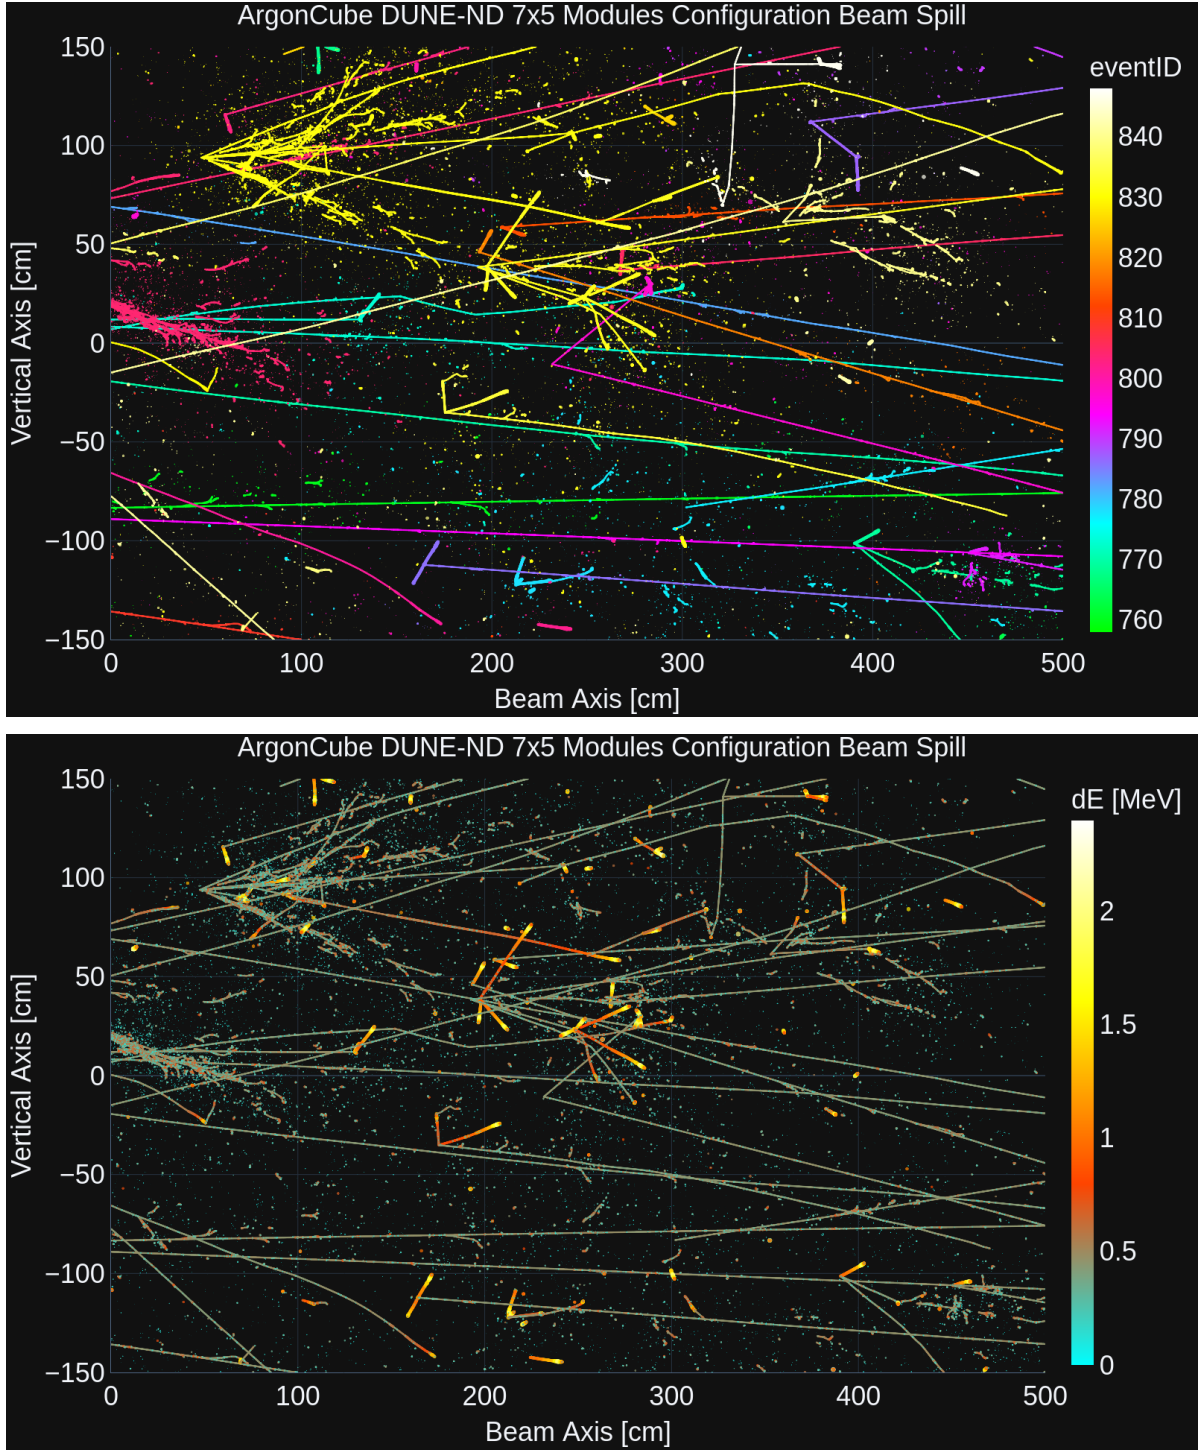 ArgonCube DUNE-ND 7x5 Modules Configuration Beam Spill
eventID
150
100
50
0
−50
−100
−150
Vertical Axis [cm]
840
830
820
810
800
790
780
770
760
0 100 200 300 400 500
Beam Axis [cm]
ArgonCube DUNE-ND 7x5 Modules Configuration Beam Spill
dE [MeV]
150
100
50
0
−50
−100
−150
Vertical Axis [cm]
2
1.5
1
0.5
0
0 100 200 300 400 500
Beam Axis [cm]